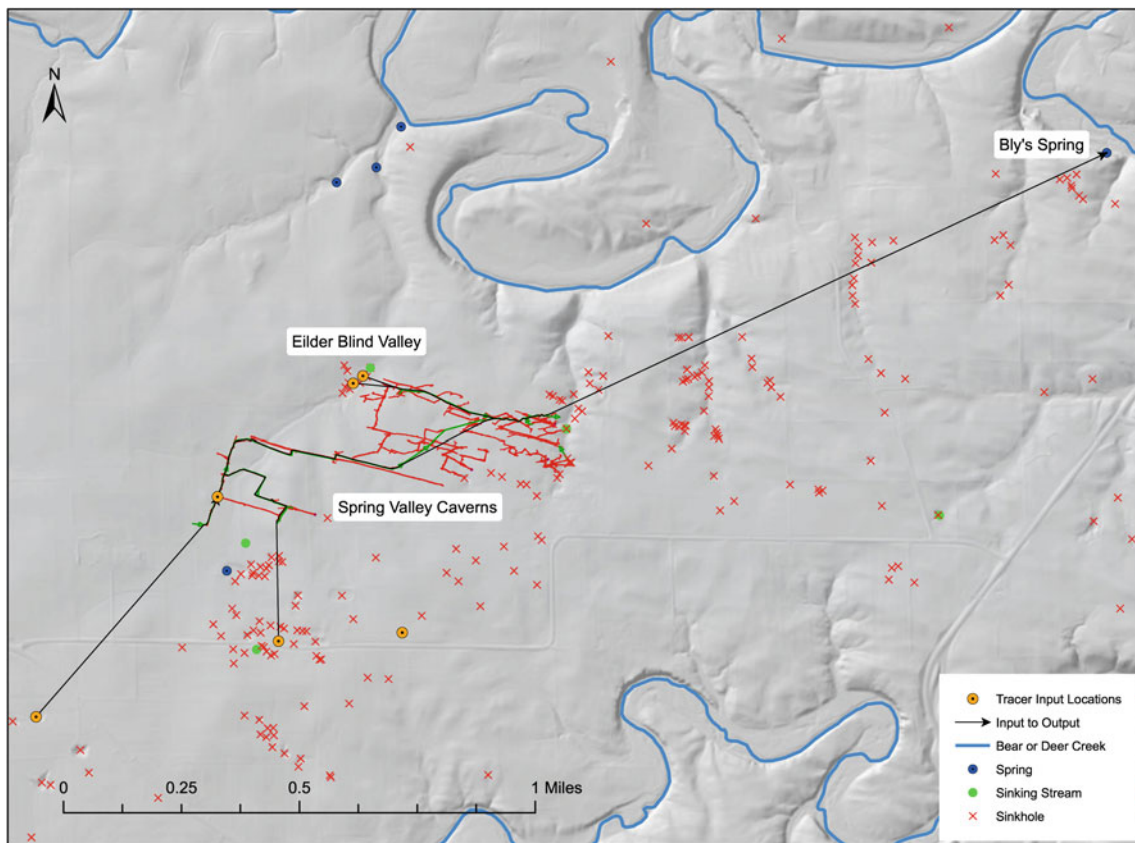 N
Bly's Spring
Eilder Blind Valley
Spring Valley Caverns
Tracer Input Locations
Input to Output
Bear or Deer Creek
Spring
Sinking Stream
Sinkhole
0 0.25 0.5 1 Miles